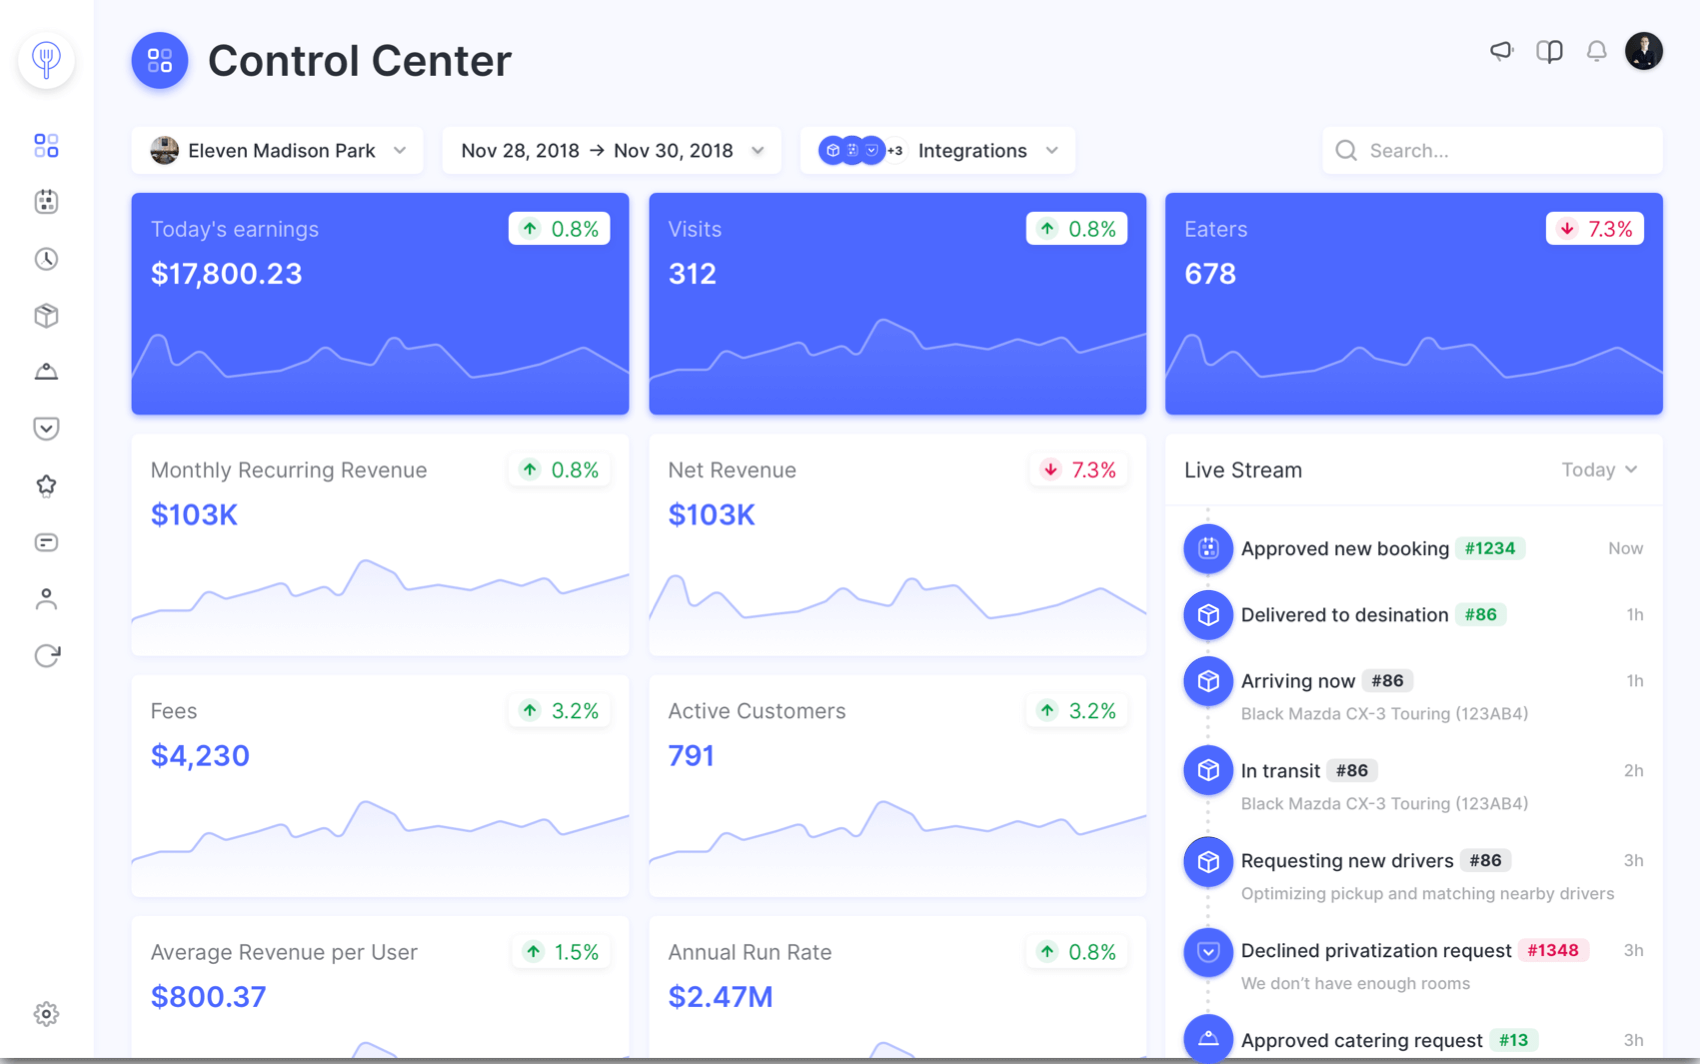 Control Center
Eleven Madison Park
Nov 28, 2018 → Nov 30, 2018
+3 Integrations
Search...
Today's earnings
0.8%
$17,800.23
Visits
0.8%
312
Eaters
7.3%
678
Monthly Recurring Revenue
0.8%
$103K
Net Revenue
7.3%
$103K
Fees
3.2%
$4,230
Active Customers
3.2%
791
Average Revenue per User
1.5%
$800.37
Annual Run Rate
0.8%
$2.47M
Live Stream
Today
Approved new booking #1234 Now
Delivered to desination #86 1h
Arriving now #86 1h
Black Mazda CX-3 Touring (123AB4)
In transit #86 2h
Black Mazda CX-3 Touring (123AB4)
Requesting new drivers #86 3h
Optimizing pickup and matching nearby drivers
Declined privatization request #1348 3h
We don’t have enough rooms
Approved catering request #13 3h